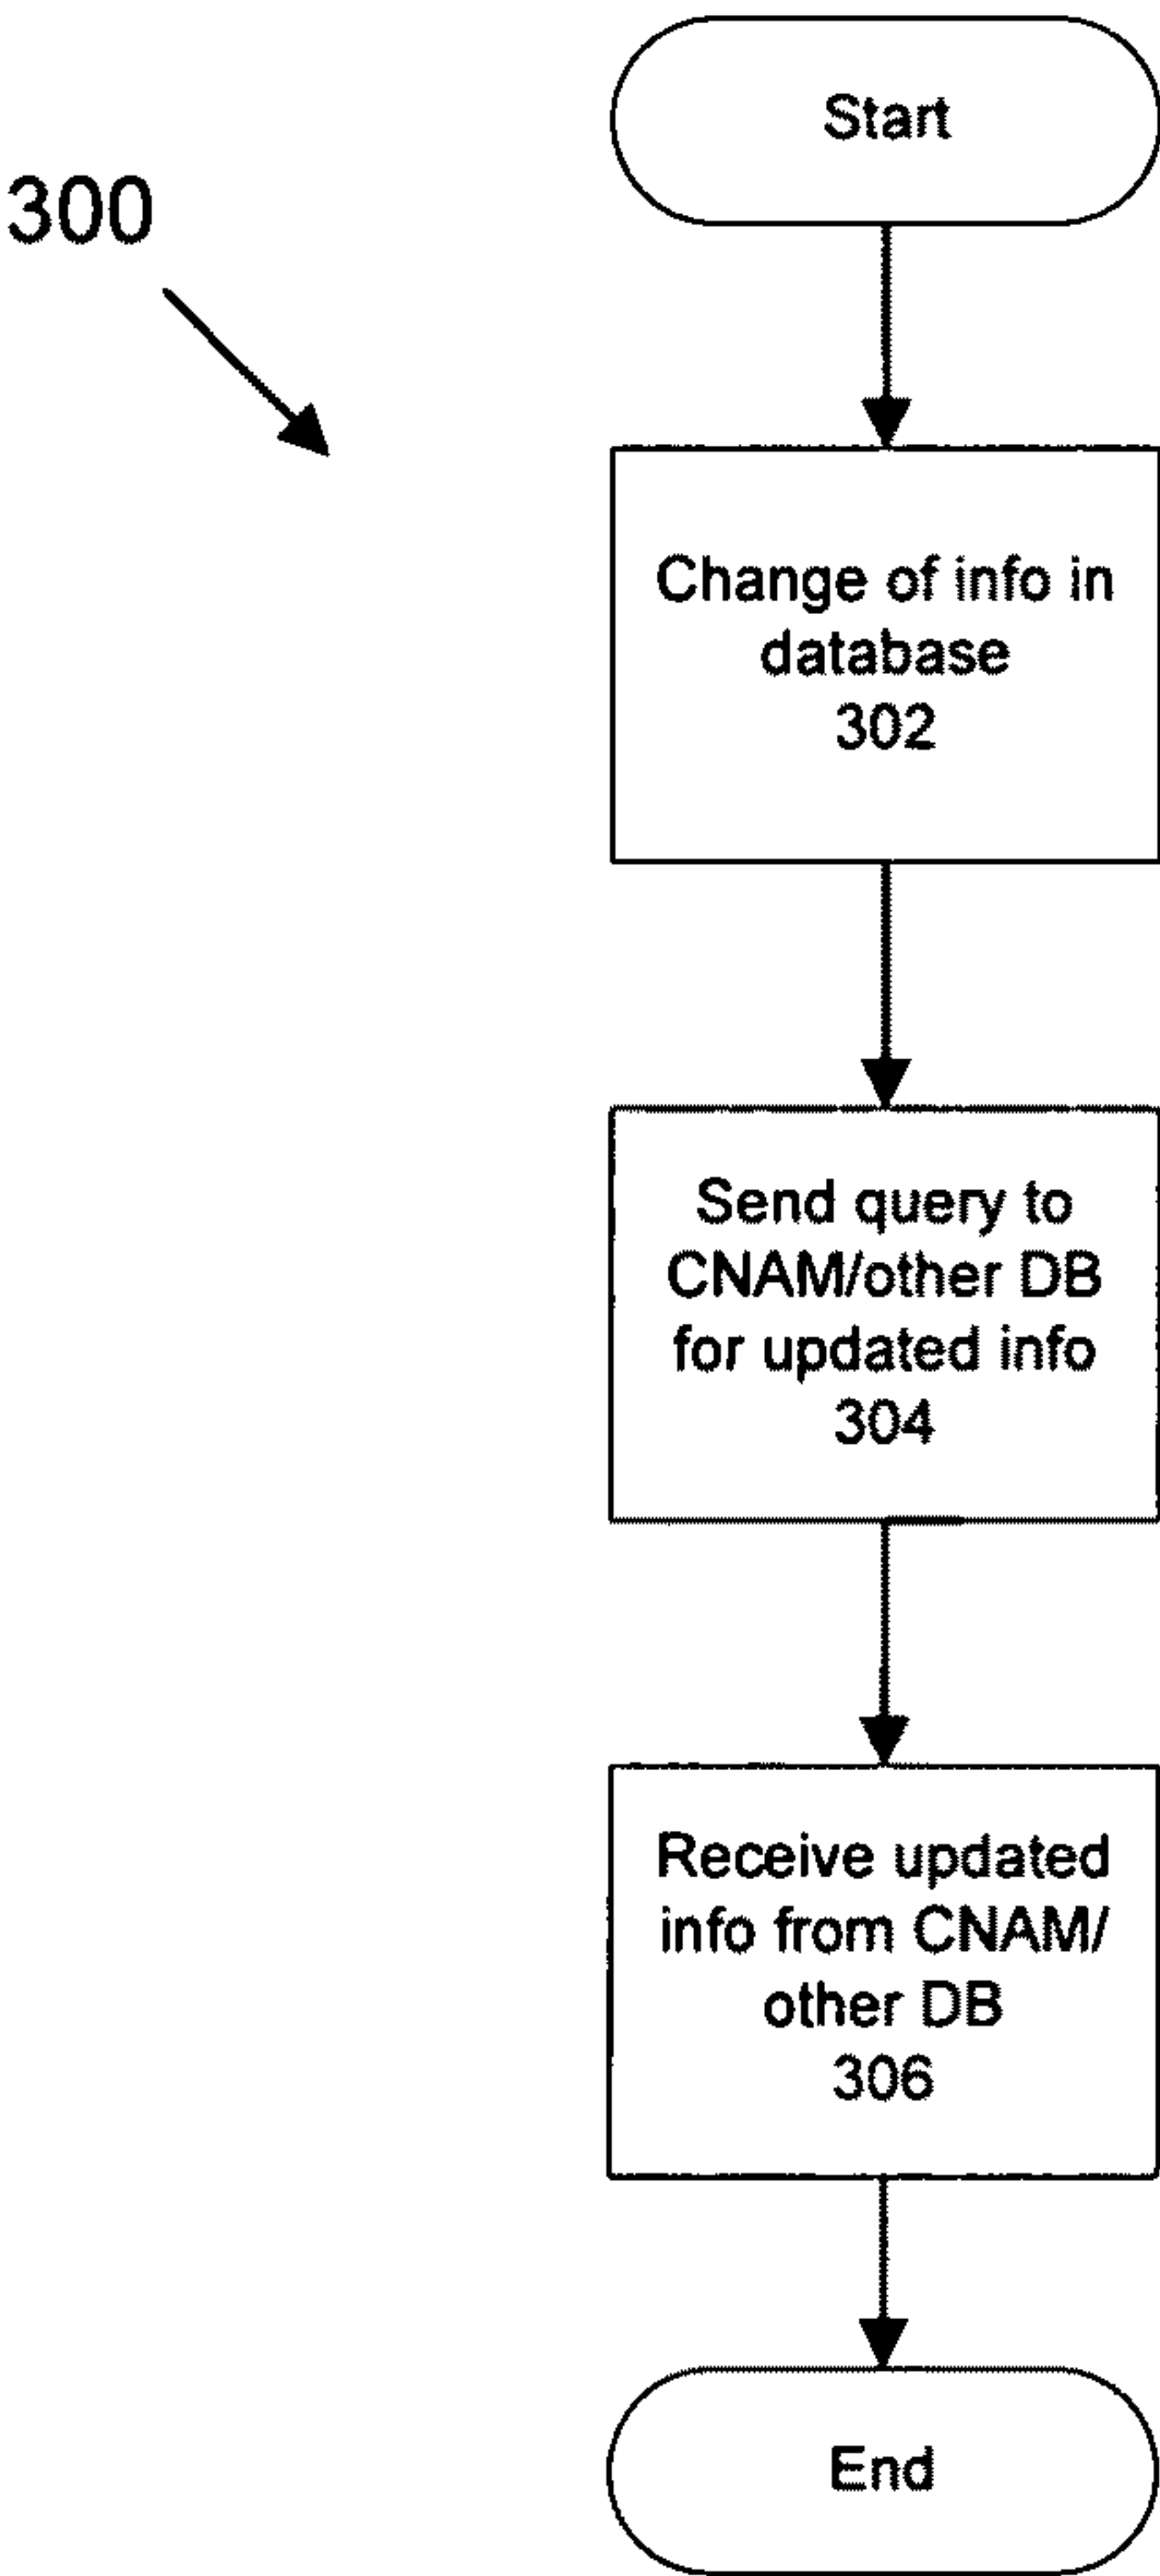 Start
300
Change of info in
database
302
Send query to
CNAM/other DB
for updated info
304
Receive updated
info from CNAM/
other DB
306
End